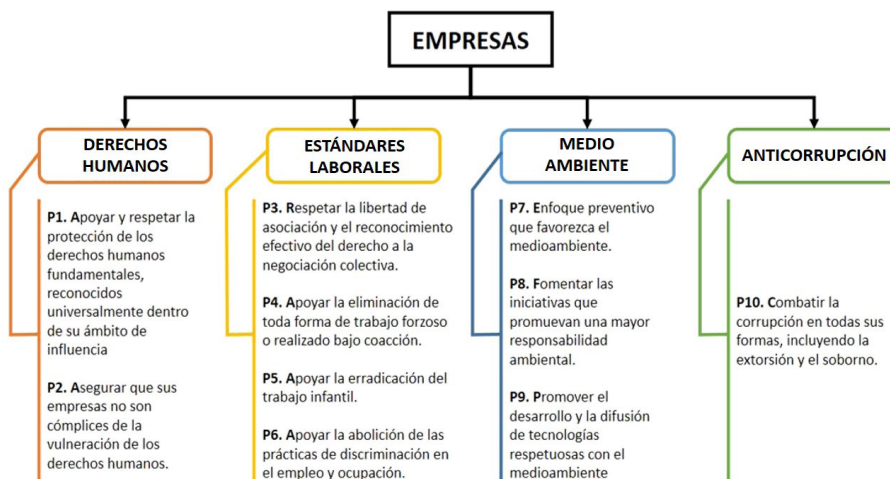 EMPRESAS
DERECHOS
HUMANOS
P1. Apoyar y respetar la
protección de los
derechos humanos
fundamentales,
reconocidos
universalmente dentro
de su ámbito de
influencia
P2. Asegurar que sus
empresas no son
cómplices de la
vulneración de los
derechos humanos.
ESTÁNDARES
LABORALES
P3. Respetar la libertad de
asociación y el reconocimiento
efectivo del derecho a la
negociación colectiva.
P4. Apoyar la eliminación de
toda forma de trabajo forzoso
o realizado bajo coacción.
P5. Apoyar la erradicación del
trabajo infantil.
P6. Apoyar la abolición de las
prácticas de discriminación en
el empleo y ocupación.
MEDIO
AMBIENTE
P7. Enfoque preventivo
que favorezca el
medioambiente.
P8. Fomentar las
iniciativas que
promuevan una mayor
responsabilidad
ambiental.
P9. Promover el
desarrollo y la difusión
de tecnologías
respetuosas con el
medioambiente
ANTICORRUPCIÓN
P10. Combatir la
corrupción en todas sus
formas, incluyendo la
extorsión y el soborno.